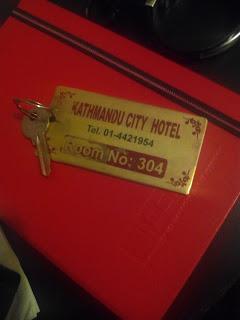 KATHMANDU CITY HOTEL
Tel. 01-4421954
Room No: 304